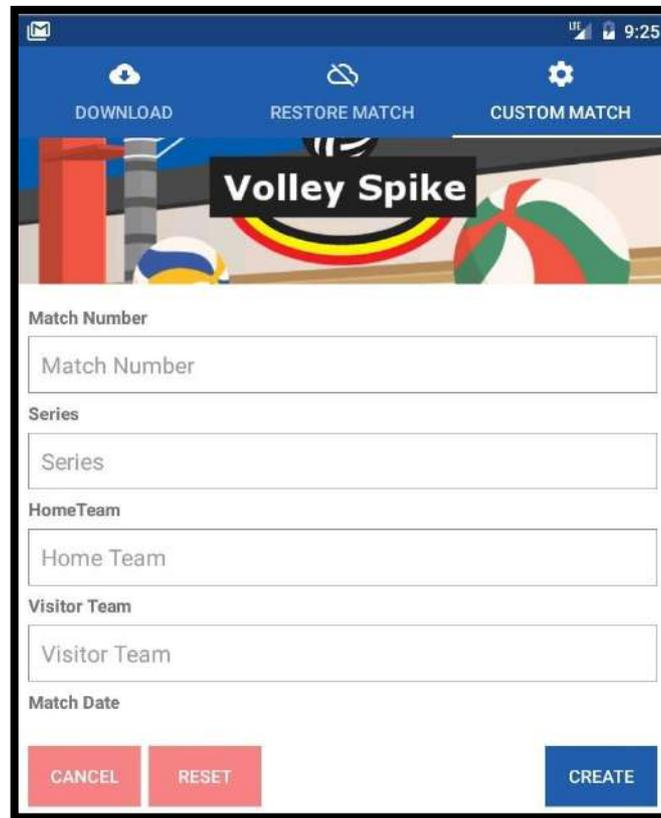 LTE 9:25
DOWNLOAD RESTORE MATCH CUSTOM MATCH
Volley Spike
Match Number
Match Number
Series
Series
HomeTeam
Home Team
Visitor Team
Visitor Team
Match Date
CANCEL RESET CREATE